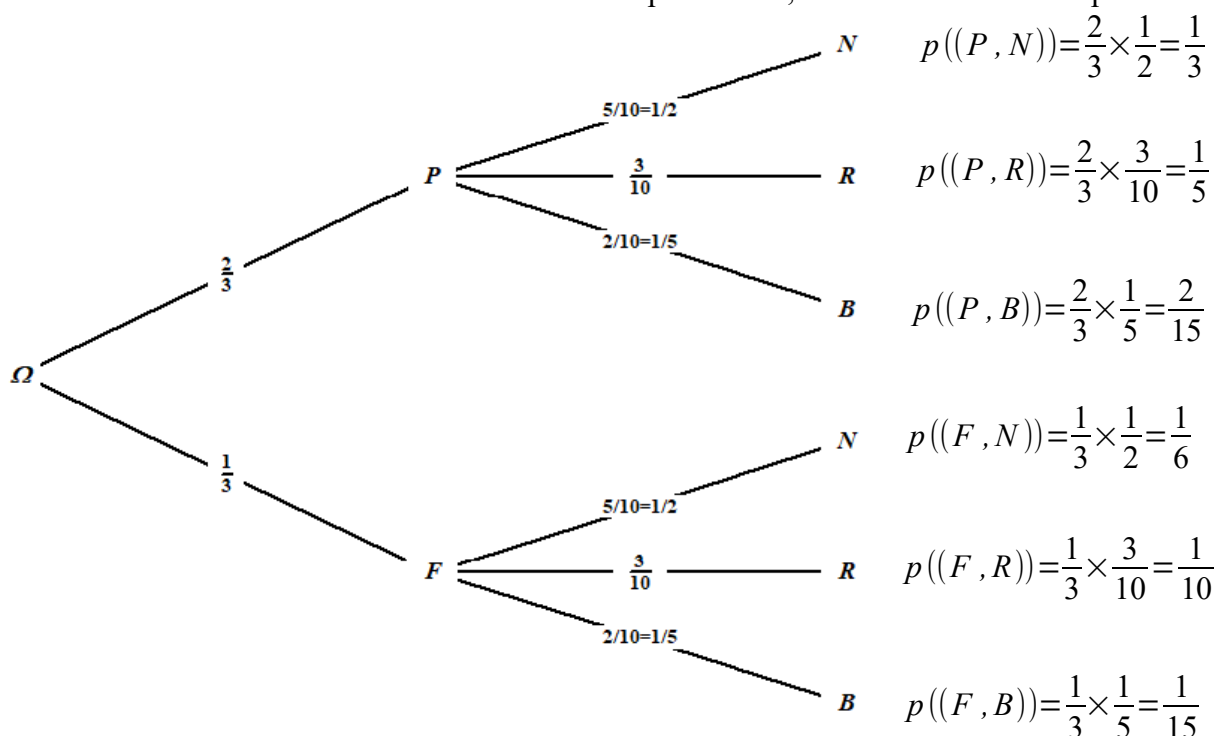 N p((P,N))=2/3×1/2=1/3
5/10=1/2
P 3/10 R p((P,R))=2/3×3/10=1/5
2/10=1/5
2/3
B p((P,B))=2/3×1/5=2/15
Ω
N p((F,N))=1/3×1/2=1/6
1/3
5/10=1/2
F 3/10 R p((F,R))=1/3×3/10=1/10
2/10=1/5
B p((F,B))=1/3×1/5=1/15